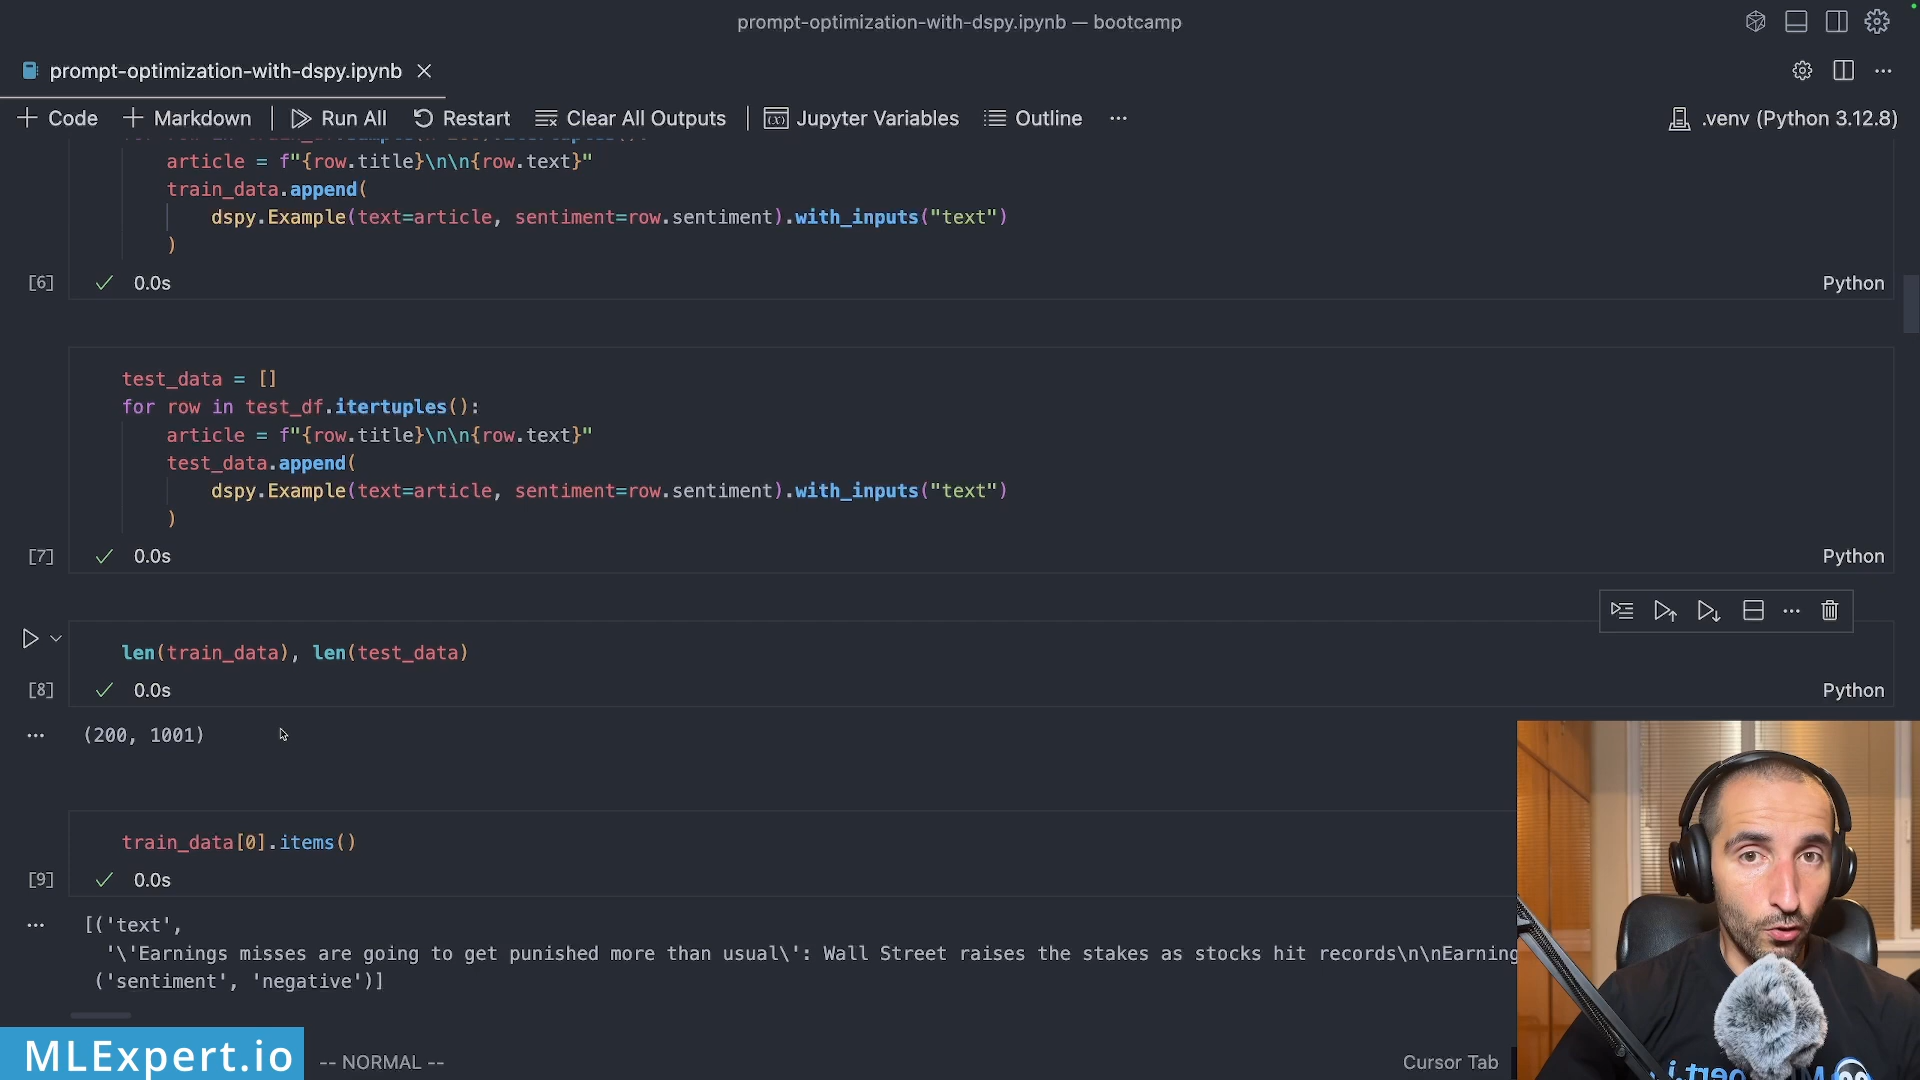 prompt-optimization-with-dspy.ipynb — bootcamp
prompt-optimization-with-dspy.ipynb
Code
Markdown
Run All
Restart
Clear All Outputs
Jupyter Variables
Outline
...
.venv (Python 3.12.8)
article = f"{row.title}\n\n{row.text}"
train_data.append(
dspy.Example(text=article, sentiment=row.sentiment).with_inputs("text")
)
[6]
0.0s
Python
test_data = []
for row in test_df.itertuples():
article = f"{row.title}\n\n{row.text}"
test_data.append(
dspy.Example(text=article, sentiment=row.sentiment).with_inputs("text")
)
[7]
0.0s
Python
len(train_data), len(test_data)
[8]
0.0s
Python
(200, 1001)
train_data[0].items()
[9]
0.0s
[('text',
'\'Earnings misses are going to get punished more than usual\': Wall Street raises the stakes as stocks hit records\n\nEarning
('sentiment', 'negative')]
MLExpert.io
-- NORMAL --
Cursor Tab